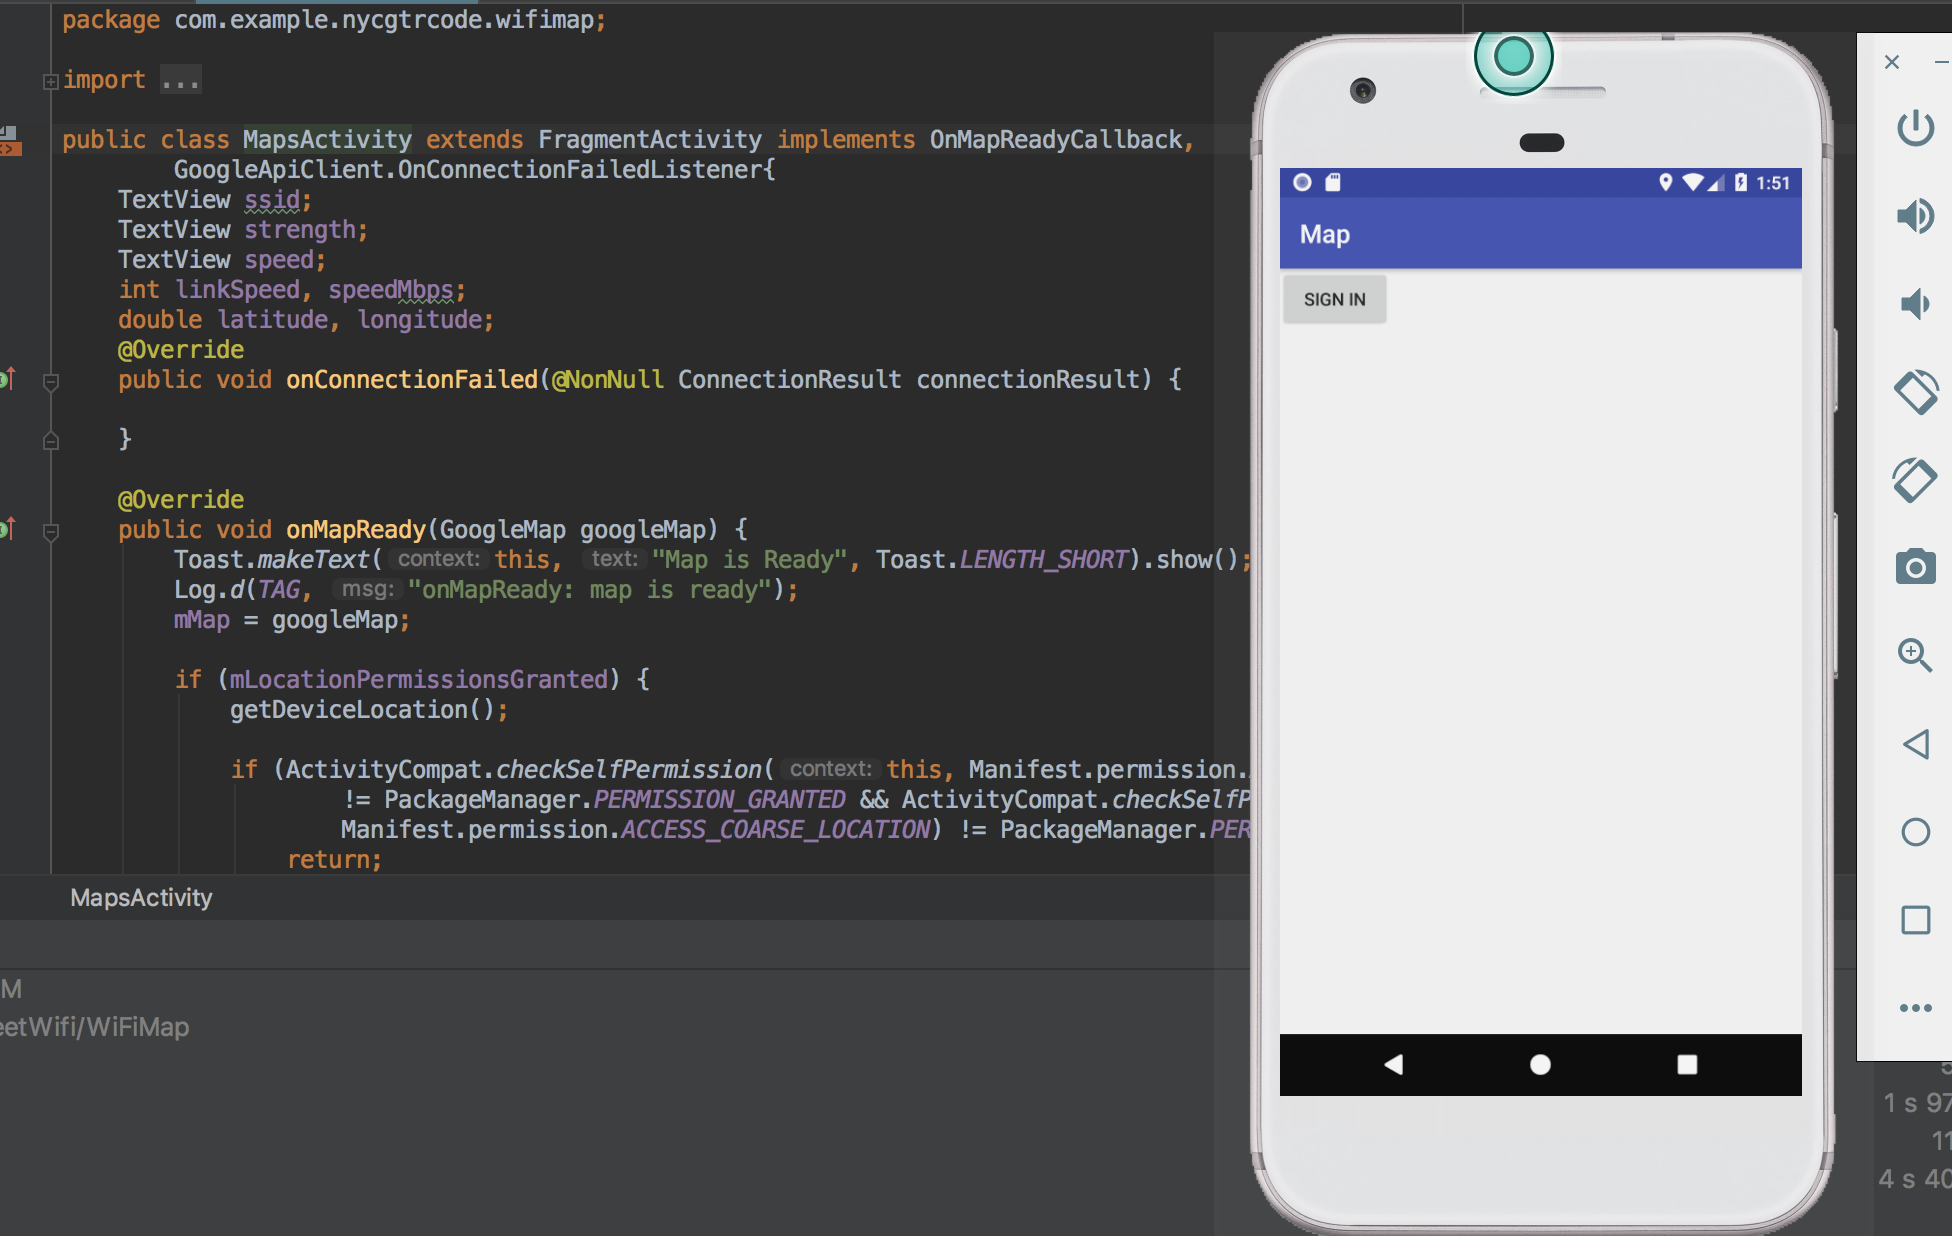 package com.example.nycgtrcode.wifimap;
import ...
public class MapsActivity extends FragmentActivity implements OnMapReadyCallback,
GoogleApiClient.OnConnectionFailedListener{
TextView ssid;
TextView strength;
TextView speed;
int linkSpeed, speedMbps;
double latitude, longitude;
@Override
public void onConnectionFailed(@NonNull ConnectionResult connectionResult) {
}
@Override
public void onMapReady(GoogleMap googleMap) {
Toast.makeText( context: this, text: "Map is Ready", Toast.LENGTH_SHORT).show();
Log.d(TAG, msg: "onMapReady: map is ready");
mMap = googleMap;
if (mLocationPermissionsGranted) {
getDeviceLocation();
if (ActivityCompat.checkSelfPermission( context: this, Manifest.permission.
!= PackageManager.PERMISSION_GRANTED && ActivityCompat.checkSelfP
Manifest.permission.ACCESS_COARSE_LOCATION) != PackageManager.PER
return;
MapsActivity
M
eetWifi/WiFiMap
1:51
Map
SIGN IN
5
1 s 97
11
4 s 40